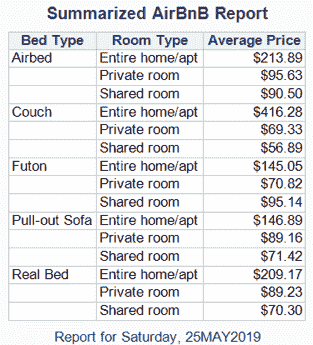 Summarized AirBnB Report
Bed Type Room Type Average Price
Airbed Entire home/apt $213.89
Private room $95.63
Shared room $90.50
Couch Entire home/apt $416.28
Private room $69.33
Shared room $56.89
Futon Entire home/apt $145.05
Private room $70.82
Shared room $95.14
Pull-out Sofa Entire home/apt $146.89
Private room $89.16
Shared room $71.42
Real Bed Entire home/apt $209.17
Private room $89.23
Shared room $70.30
Report for Saturday, 25MAY2019